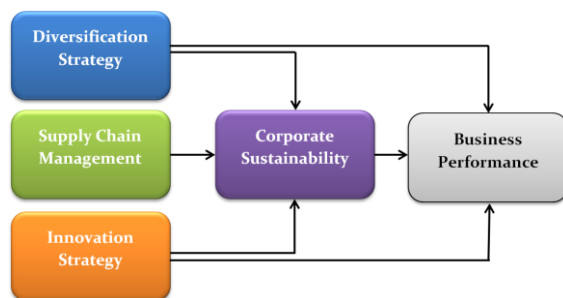 Diversification
Strategy
Supply Chain
Management
Corporate
Sustainability
Business
Performance
Innovation
Strategy